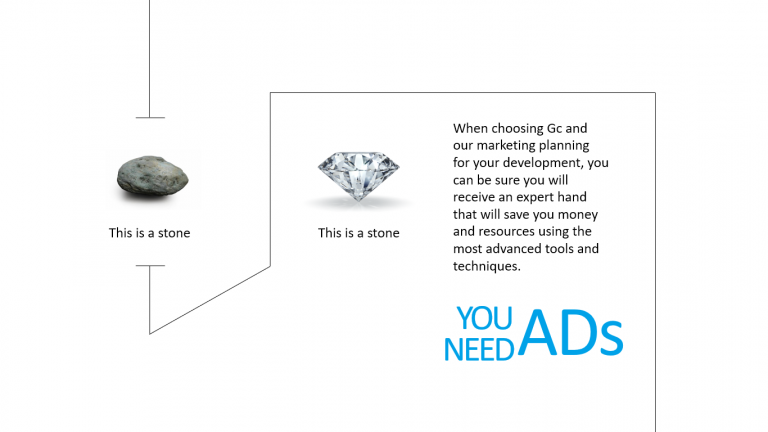 This is a stone
This is a stone
When choosing Gc and
our marketing planning
for your development, you
can be sure you will
receive an expert hand
that will save you money
and resources using the
most advanced tools and
techniques.
YOU
NEED
ADs